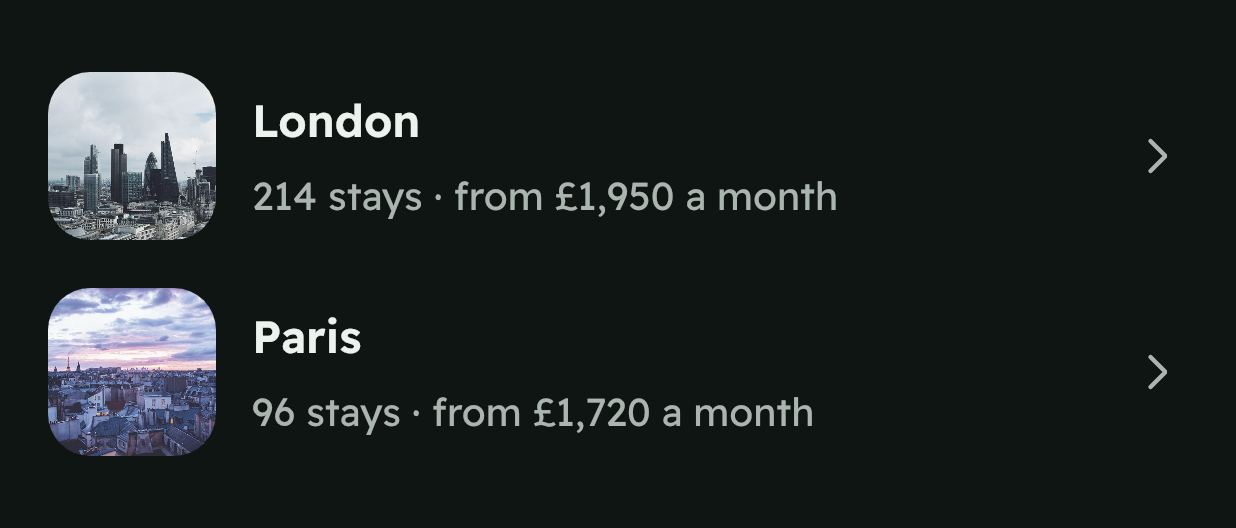 London
214 stays · from £1,950 a month
Paris
96 stays · from £1,720 a month